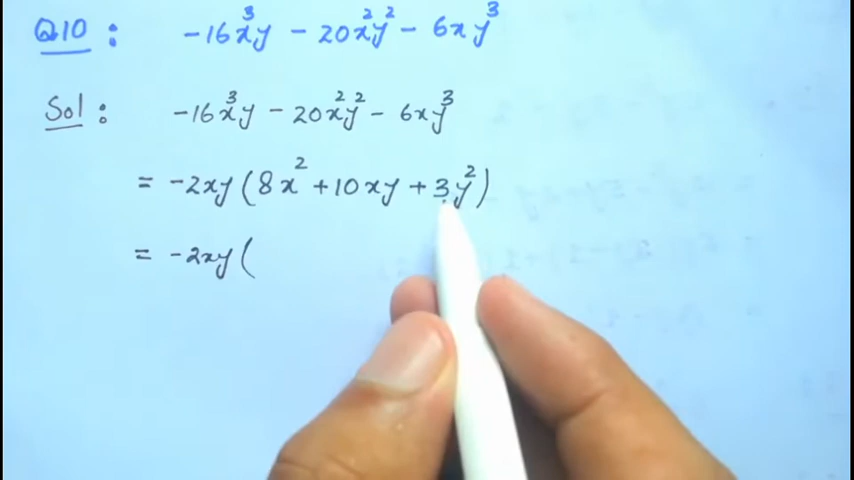 Q10 : -16x³y - 20x²y² - 6xy³
Sol : -16x³y - 20x²y² - 6xy³
= -2xy(8x² + 10xy + 3y²)
= -2xy(